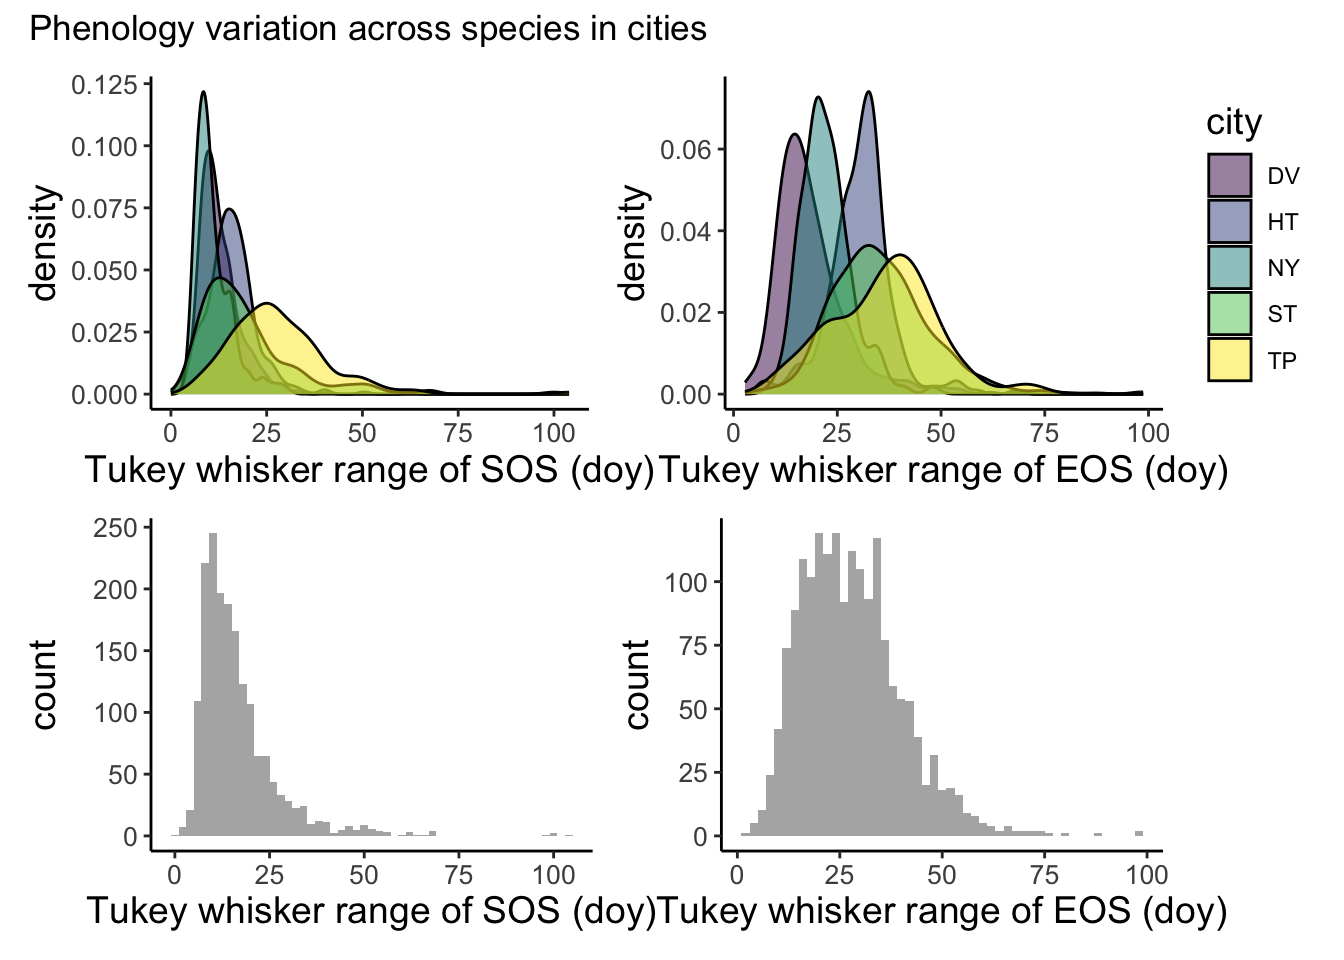 Phenology variation across species in cities
density
0.125
0.100
0.075
0.050
0.025
0.000
0 25 50 75 100
Tukey whisker range of SOS (doy)
density
0.06
0.04
0.02
0.00
0 25 50 75 100
Tukey whisker range of EOS (doy)
city
DV
HT
NY
ST
TP
count
250
200
150
100
50
0
0 25 50 75 100
Tukey whisker range of SOS (doy)
count
100
75
50
25
0
0 25 50 75 100
Tukey whisker range of EOS (doy)